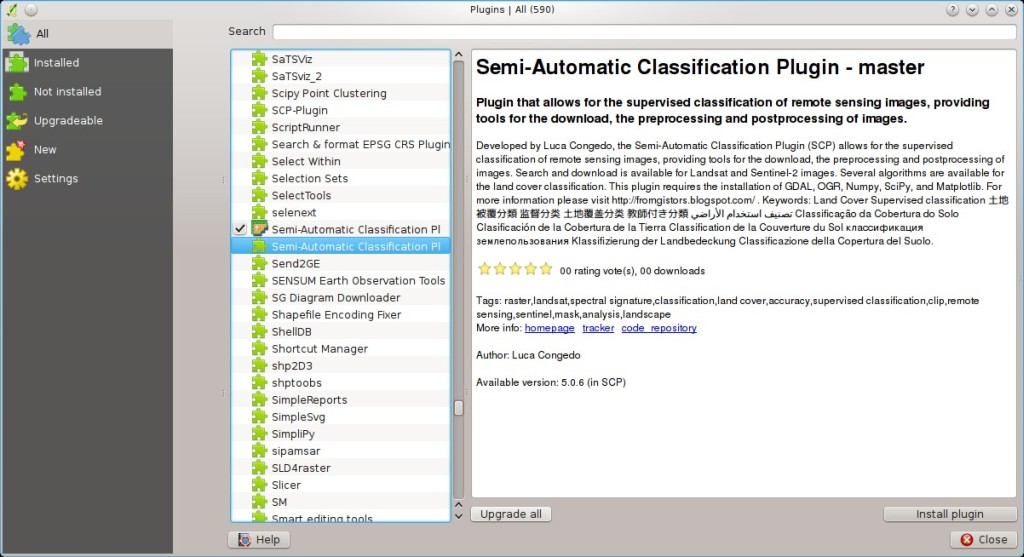 Plugins | All (590)
All
Installed
Not installed
Upgradeable
New
Settings
Search
SaTSViz
SaTSviz_2
Scipy Point Clustering
SCP-Plugin
ScriptRunner
Search & format EPSG CRS Plugin
Select Within
Selection Sets
SelectTools
selenext
Semi-Automatic Classification Pl
Semi-Automatic Classification Pl
Send2GE
SENSUM Earth Observation Tools
SG Diagram Downloader
Shapefile Encoding Fixer
ShellDB
Shortcut Manager
shp2D3
shptoobs
SimpleReports
SimpleSvg
SimpliPy
sipamsar
SLD4raster
Slicer
SM
Smart editing tools
Semi-Automatic Classification Plugin - master
Plugin that allows for the supervised classification of remote sensing images, providing
tools for the download, the preprocessing and postprocessing of images.
Developed by Luca Congedo, the Semi-Automatic Classification Plugin (SCP) allows for the supervised
classification of remote sensing images, providing tools for the download, the preprocessing and postprocessing of
images. Search and download is available for Landsat and Sentinel-2 images. Several algorithms are available for
the land cover classification. This plugin requires the installation of GDAL, OGR, Numpy, SciPy, and Matplotlib. For
more information please visit http://fromgistors.blogspot.com/ . Keywords: Land Cover Supervised classification 土地
被覆分類 监督分类 土地覆盖分类 教師付き分類 تصنيف استخدام الأراضي Classificação da Cobertura do Solo
Clasificación de la Cobertura de la Tierra Classification de la Couverture du Sol классификация
землепользования Klassifizierung der Landbedeckung Classificazione della Copertura del Suolo.
00 rating vote(s), 00 downloads
Tags: raster,landsat,spectral signature,classification,land cover,accuracy,supervised classification,clip,remote
sensing,sentinel,mask,analysis,landscape
More info: homepage tracker code_repository
Author: Luca Congedo
Available version: 5.0.6 (in SCP)
Upgrade all
Install plugin
Help
Close